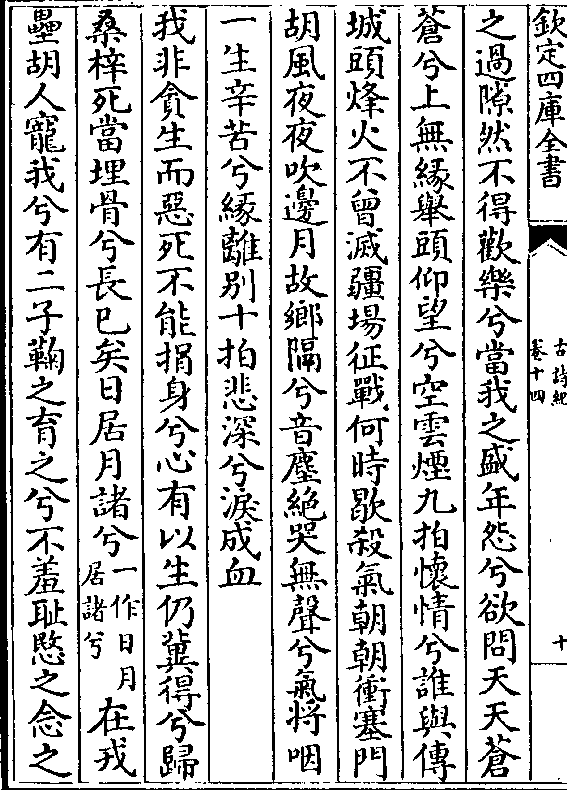 欽定四庫全書
古詩紀
卷十四
十
之過隙然不得歡樂兮當我之盛年怨兮欲問天天蒼
蒼兮上無縁舉頭仰望兮空雲煙九拍懷情兮誰與傳
城頭烽火不曾滅疆場征戰何時歇殺氣朝朝衝塞門
胡風夜夜吹邊月故鄉隔兮音塵絶哭無聲兮氣將咽
一生辛苦兮縁離別十拍悲深兮淚成血
我非貪生而惡死不能捐身兮心有以生仍冀得兮歸
桑梓死當埋骨兮長已矣日居月諸兮一作日月居諸兮在戎
壘胡人寵我兮有二子鞠之育之兮不羞耻愍之念之